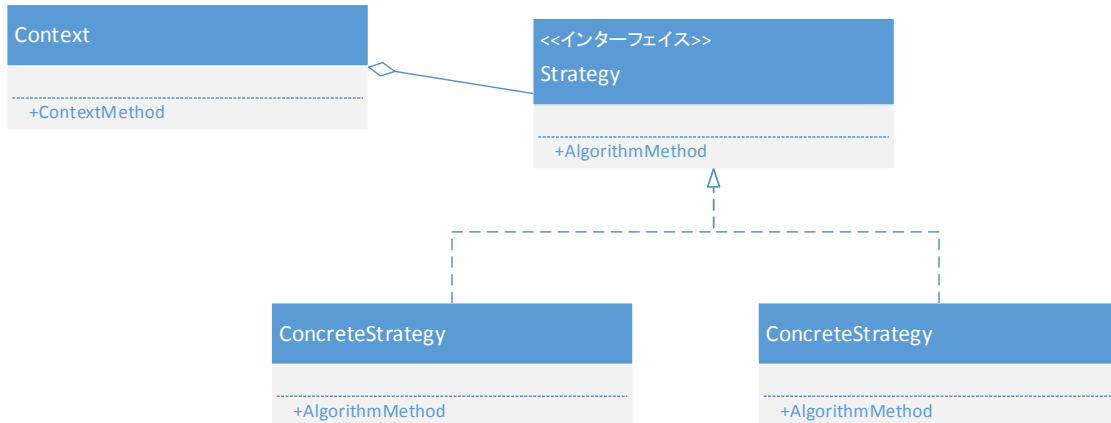 Context
+ContextMethod
<<インターフェイス>>
Strategy
+AlgorithmMethod
ConcreteStrategy
+AlgorithmMethod
ConcreteStrategy
+AlgorithmMethod